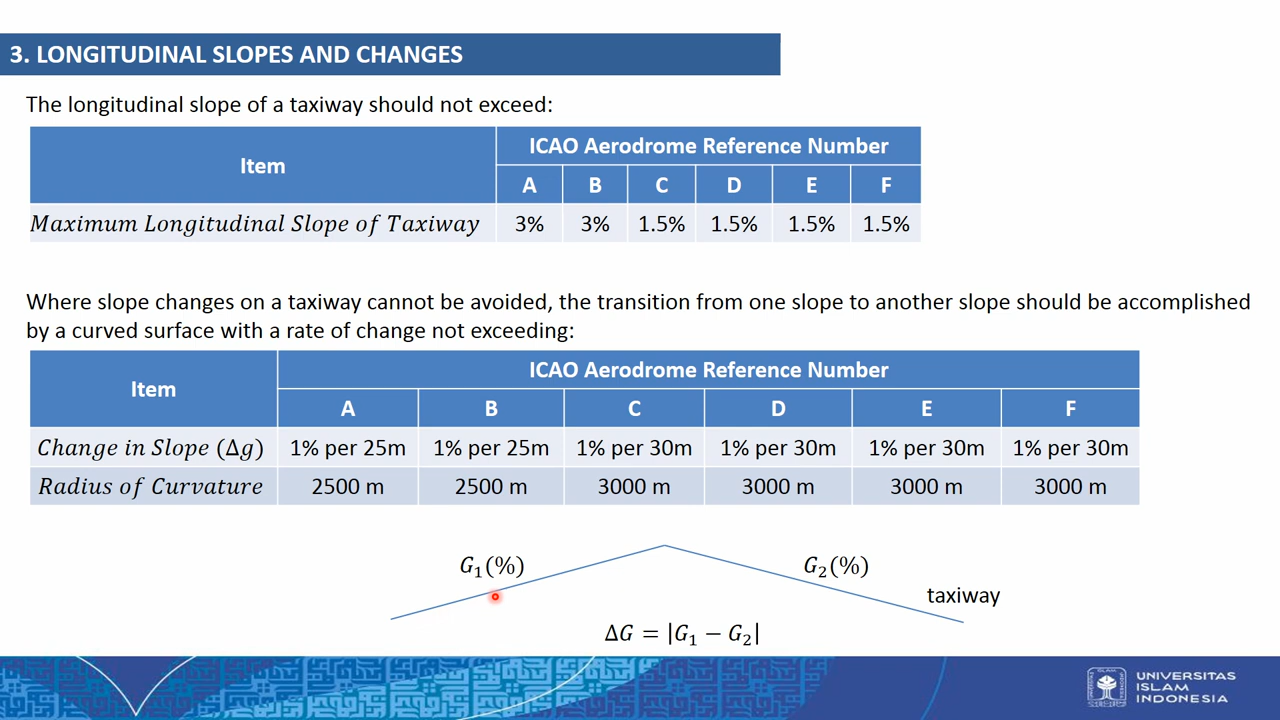 3. LONGITUDINAL SLOPES AND CHANGES
The longitudinal slope of a taxiway should not exceed:
Item
ICAO Aerodrome Reference Number
A B C D E F
Maximum Longitudinal Slope of Taxiway 3% 3% 1.5% 1.5% 1.5% 1.5%
Where slope changes on a taxiway cannot be avoided, the transition from one slope to another slope should be accomplished
by a curved surface with a rate of change not exceeding:
Item
ICAO Aerodrome Reference Number
A B C D E F
Change in Slope (Δg) 1% per 25m 1% per 25m 1% per 30m 1% per 30m 1% per 30m 1% per 30m
Radius of Curvature 2500 m 2500 m 3000 m 3000 m 3000 m 3000 m
G₁(%) G₂(%)
taxiway
ΔG = |G₁ − G₂|
UNIVERSITAS
ISLAM
INDONESIA